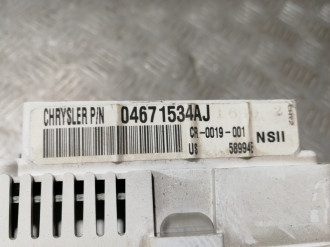 CHRYSLER P/N 04671534AJ
CR-0019-001
US 58994
NSII